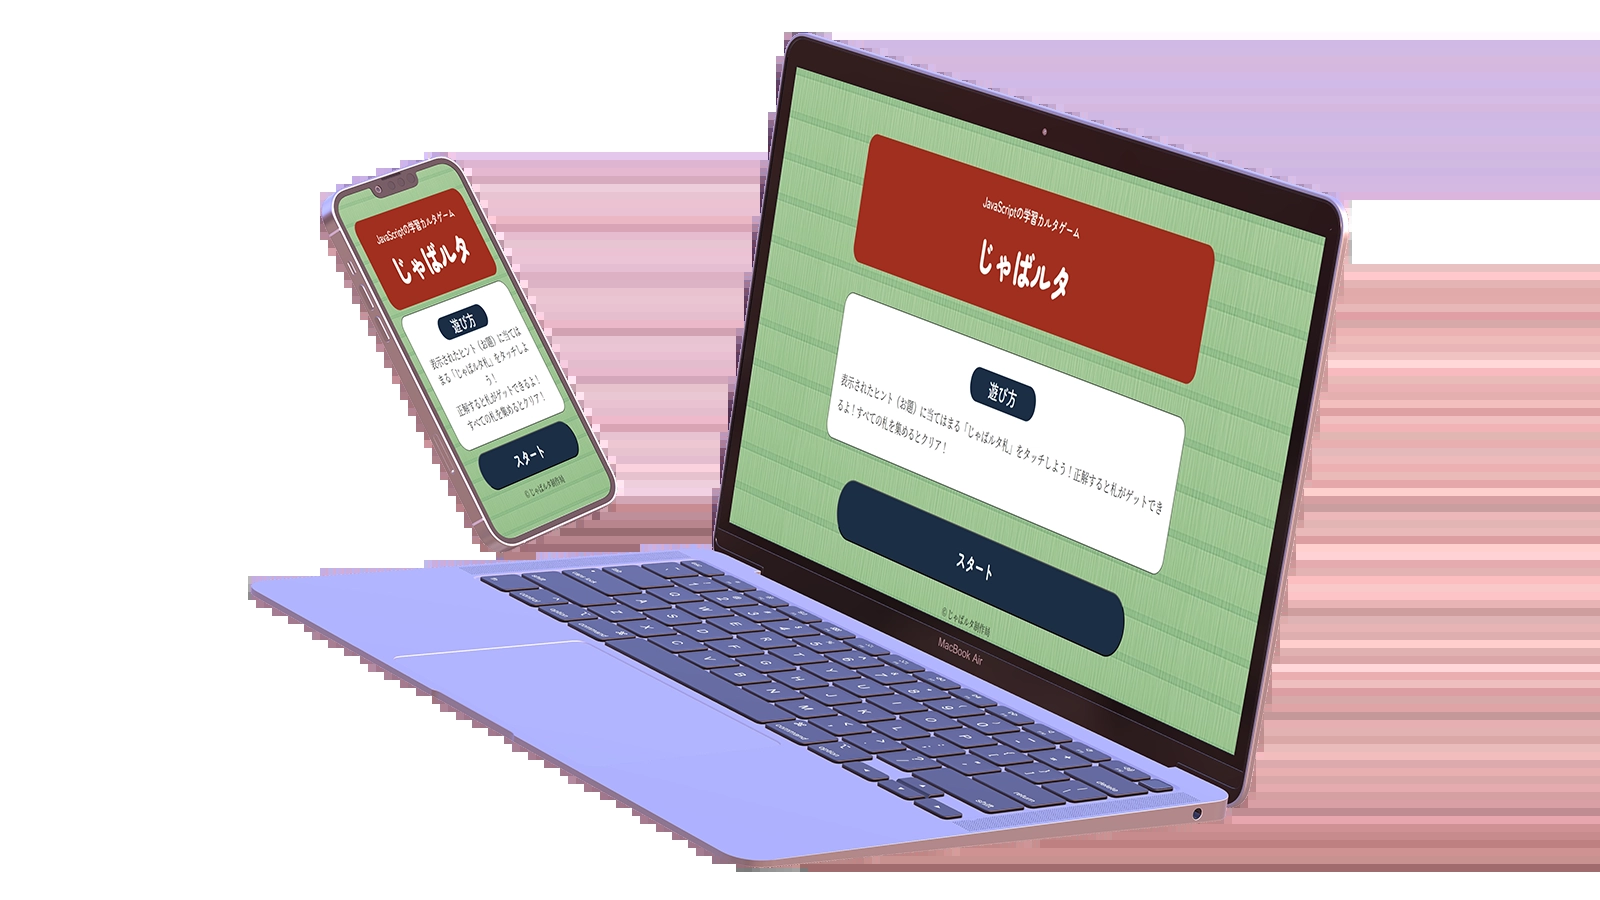 JavaScriptの学習カルタゲーム
じゃばルタ
遊び方
表示されたヒント（お題）に当ては
まる「じゃばルタ札」をタッチしよ
う！
正解すると札がゲットできるよ！
すべての札を集めるとクリア！
スタート
© じゃばルタ制作局
JavaScriptの学習カルタゲーム
じゃばルタ
遊び方
表示されたヒント（お題）に当てはまる「じゃばルタ札」をタッチしよう！正解すると札がゲットでき
るよ！すべての札を集めるとクリア！
スタート
© じゃばルタ制作局
MacBook Air